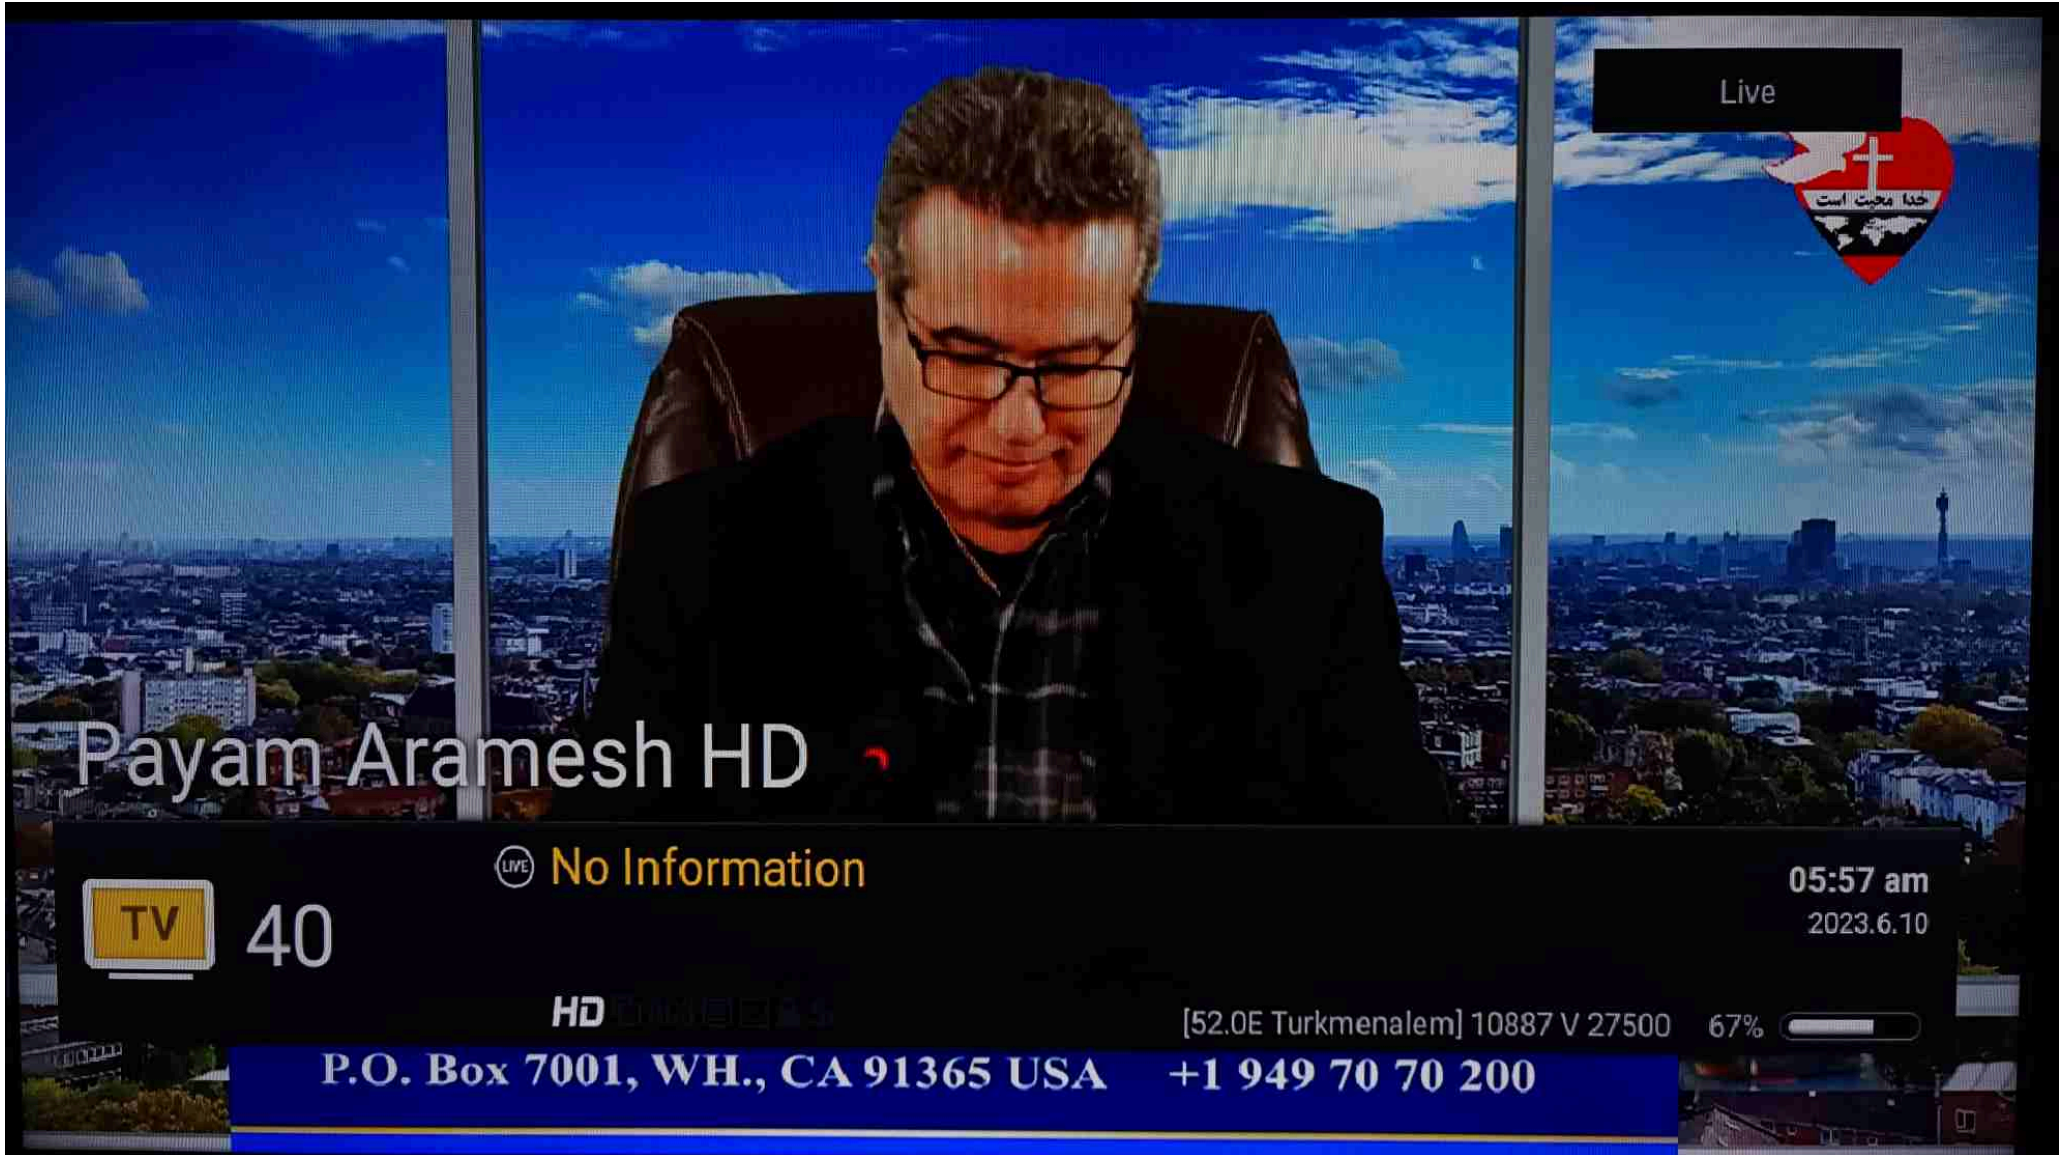 Live
خدا محبت است
Payam Aramesh HD
LIVE No Information
05:57 am
TV 40
2023.6.10
HD
[52.0E Turkmenalem] 10887 V 27500 67%
P.O. Box 7001, WH., CA 91365 USA +1 949 70 70 200